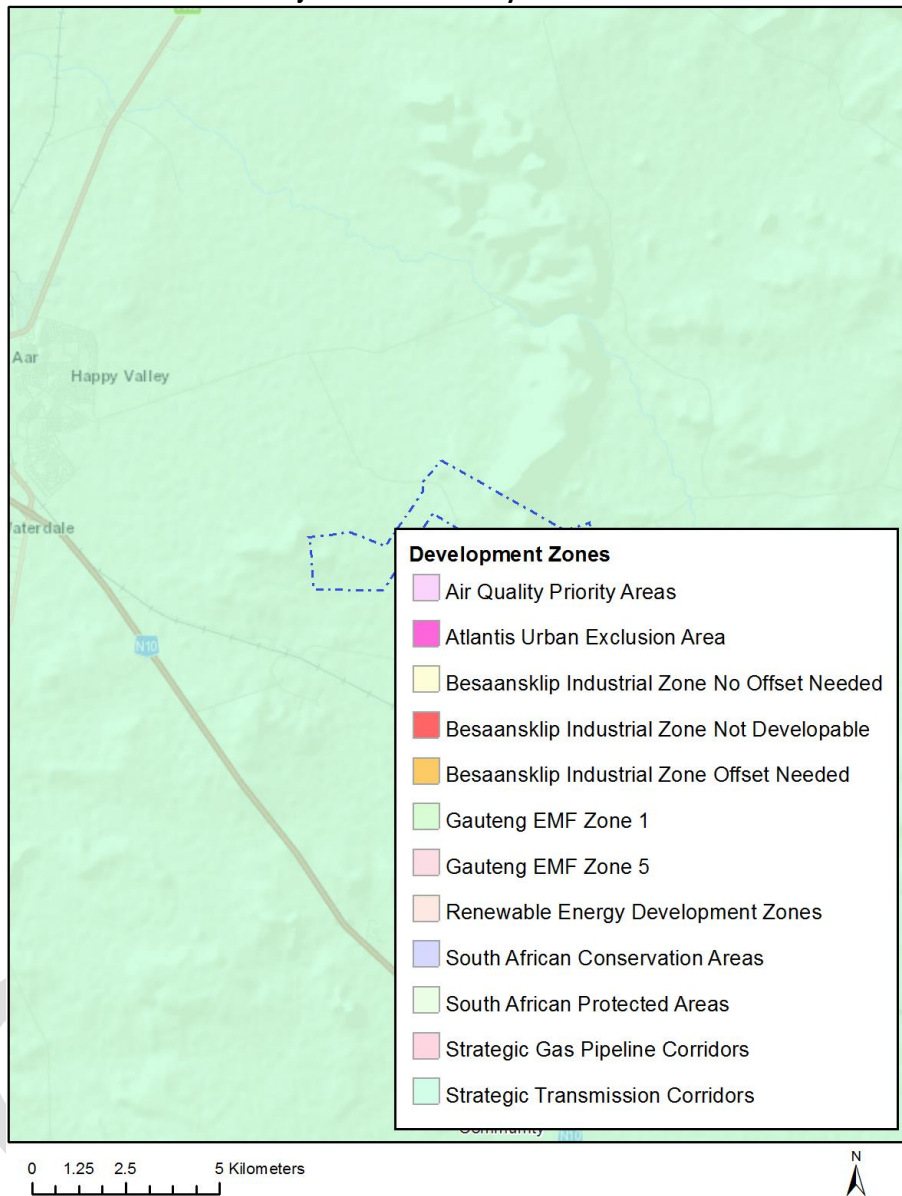 Aar
Happy Valley
aterdale
N10
Development Zones
Air Quality Priority Areas
Atlantis Urban Exclusion Area
Besaansklip Industrial Zone No Offset Needed
Besaansklip Industrial Zone Not Developable
Besaansklip Industrial Zone Offset Needed
Gauteng EMF Zone 1
Gauteng EMF Zone 5
Renewable Energy Development Zones
South African Conservation Areas
South African Protected Areas
Strategic Gas Pipeline Corridors
Strategic Transmission Corridors
Community
N10
0 1.25 2.5 5 Kilometers
N